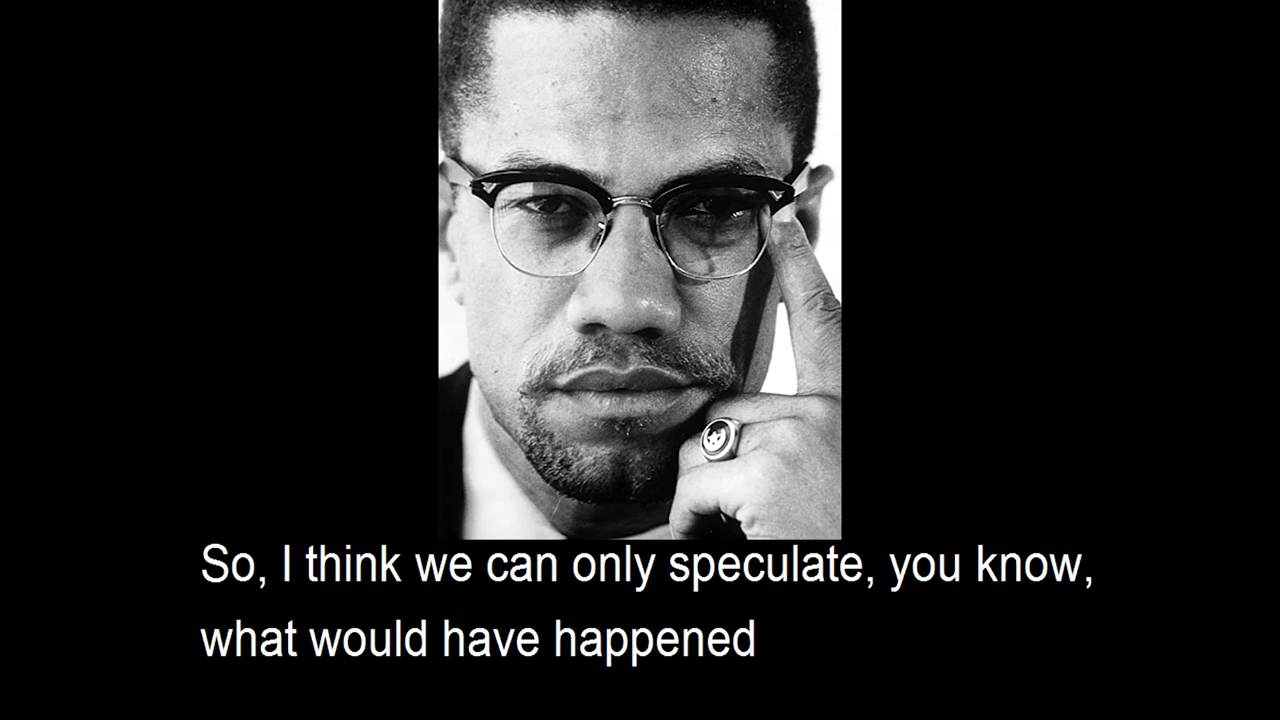 So, I think we can only speculate, you know,
what would have happened